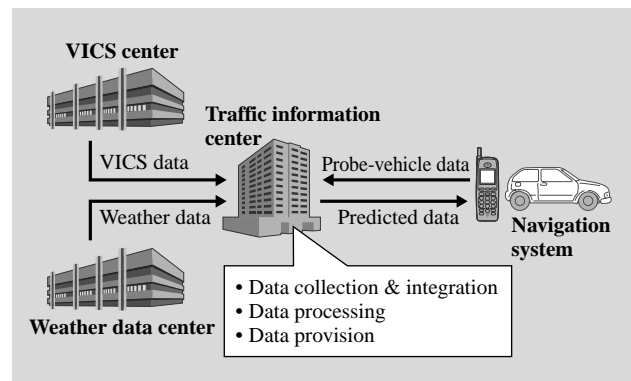 VICS center
Traffic information
center
VICS data
Probe-vehicle data
Weather data
Predicted data
Navigation
system
Weather data center
• Data collection & integration
• Data processing
• Data provision